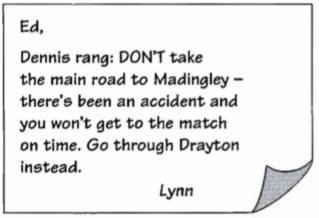 Ed,
Dennis rang: DON'T take
the main road to Madingley –
there's been an accident and
you won't get to the match
on time. Go through Drayton
instead.
Lynn